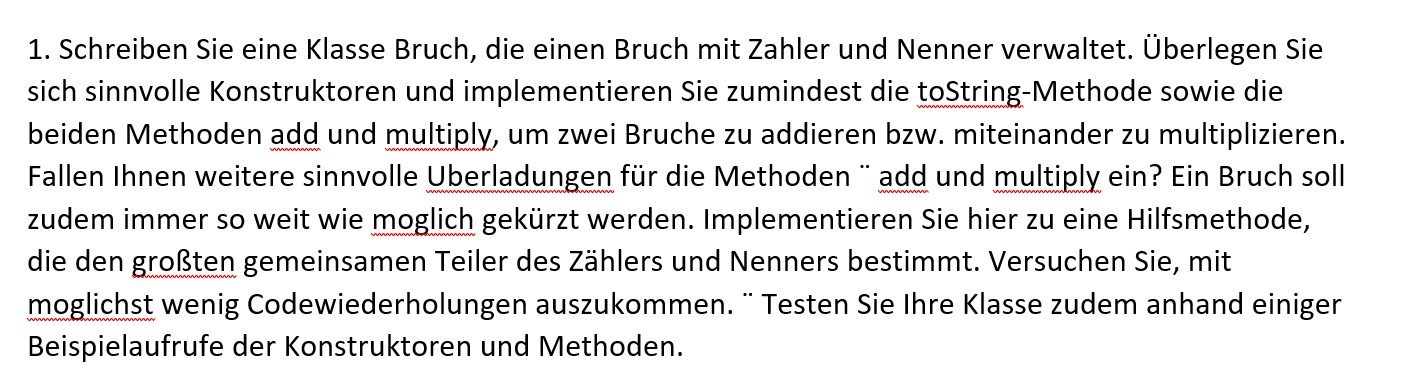 1. Schreiben Sie eine Klasse Bruch, die einen Bruch mit Zahler und Nenner verwaltet. Überlegen Sie
sich sinnvolle Konstruktoren und implementieren Sie zumindest die toString-Methode sowie die
beiden Methoden add und multiply, um zwei Bruche zu addieren bzw. miteinander zu multiplizieren.
Fallen Ihnen weitere sinnvolle Uberladungen für die Methoden ¨ add und multiply ein? Ein Bruch soll
zudem immer so weit wie moglich gekürzt werden. Implementieren Sie hier zu eine Hilfsmethode,
die den großten gemeinsamen Teiler des Zählers und Nenners bestimmt. Versuchen Sie, mit
moglichst wenig Codewiederholungen auszukommen. ¨ Testen Sie Ihre Klasse zudem anhand einiger
Beispielaufrufe der Konstruktoren und Methoden.